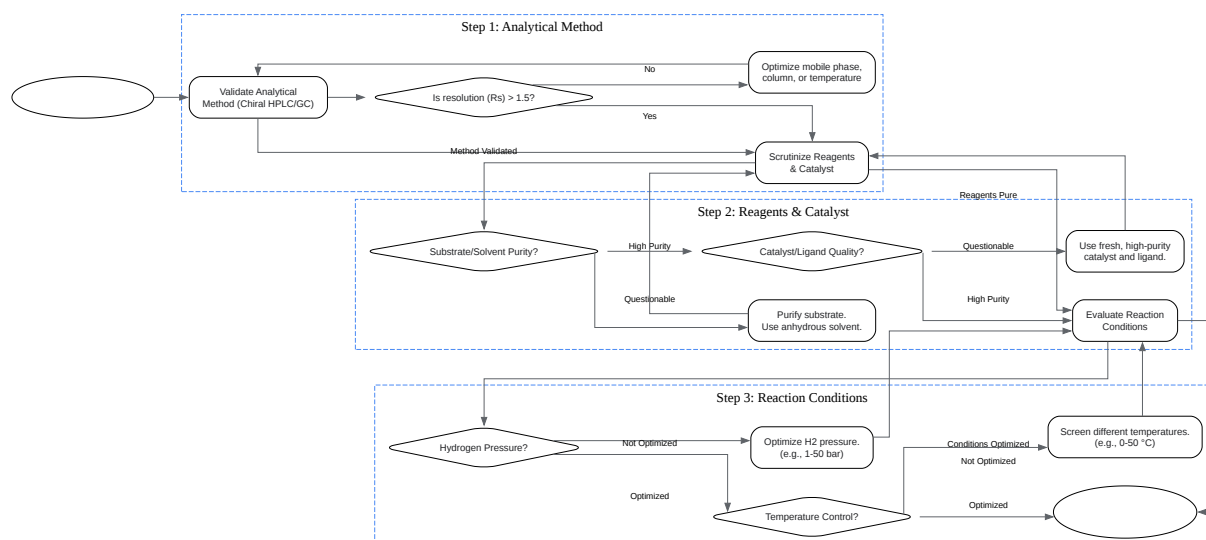 Step 1: Analytical Method
No
Optimize mobile phase,
column, or temperature
Validate Analytical
Method (Chiral HPLC/GC)
Is resolution (Rs) > 1.5?
Yes
Method Validated
Scrutinize Reagents
& Catalyst
Reagents Pure
Step 2: Reagents & Catalyst
Substrate/Solvent Purity?
High Purity
Catalyst/Ligand Quality?
Questionable
Use fresh, high-purity
catalyst and ligand.
Questionable
High Purity
Purify substrate.
Use anhydrous solvent.
Evaluate Reaction
Conditions
Step 3: Reaction Conditions
Hydrogen Pressure?
Not Optimized
Optimize H2 pressure.
(e.g., 1-50 bar)
Conditions Optimized
Not Optimized
Screen different temperatures.
(e.g., 0-50 °C)
Optimized
Temperature Control?
Optimized